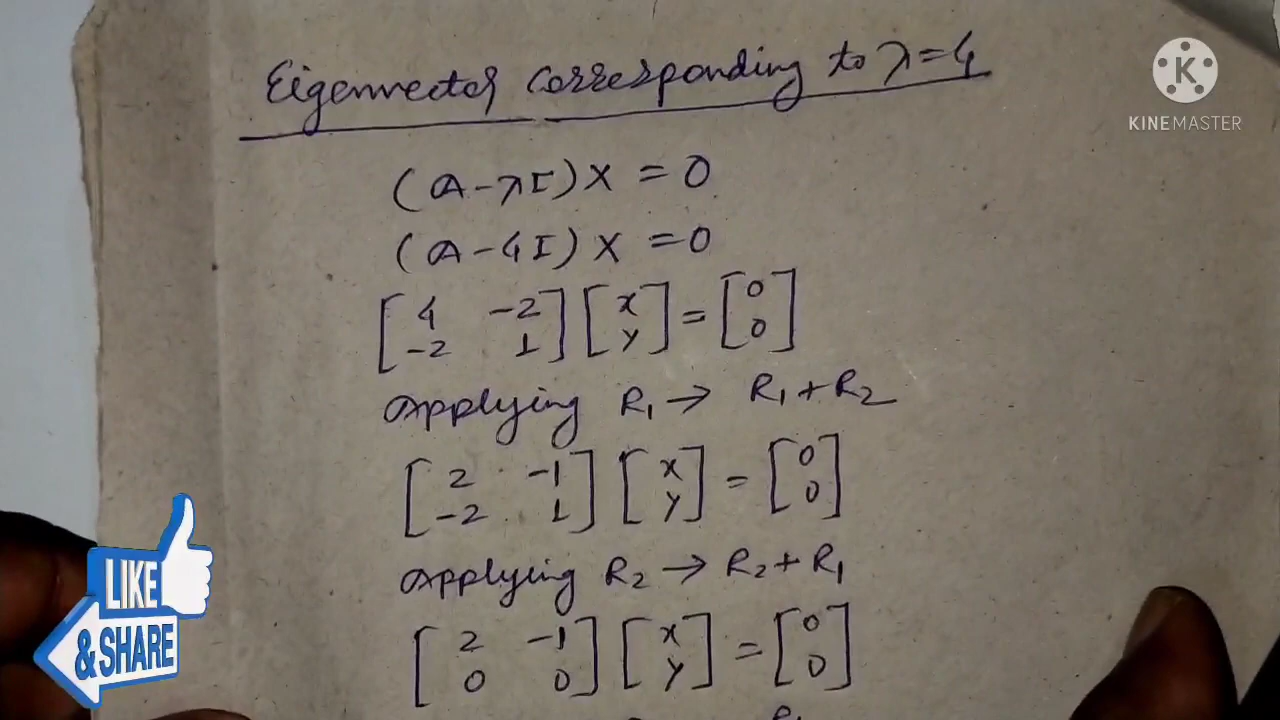 Eigenvector corresponding to λ=4
KINEMASTER
(A-λI)X = 0
(A-4I)X = 0
[4 -2; -2 1] [x; y] = [0; 0]
Applying R₁ → R₁+R₂
[2 -1; -2 1] [x; y] = [0; 0]
Applying R₂ → R₂+R₁
[2 -1; 0 0] [x; y] = [0; 0]
LIKE
&SHARE